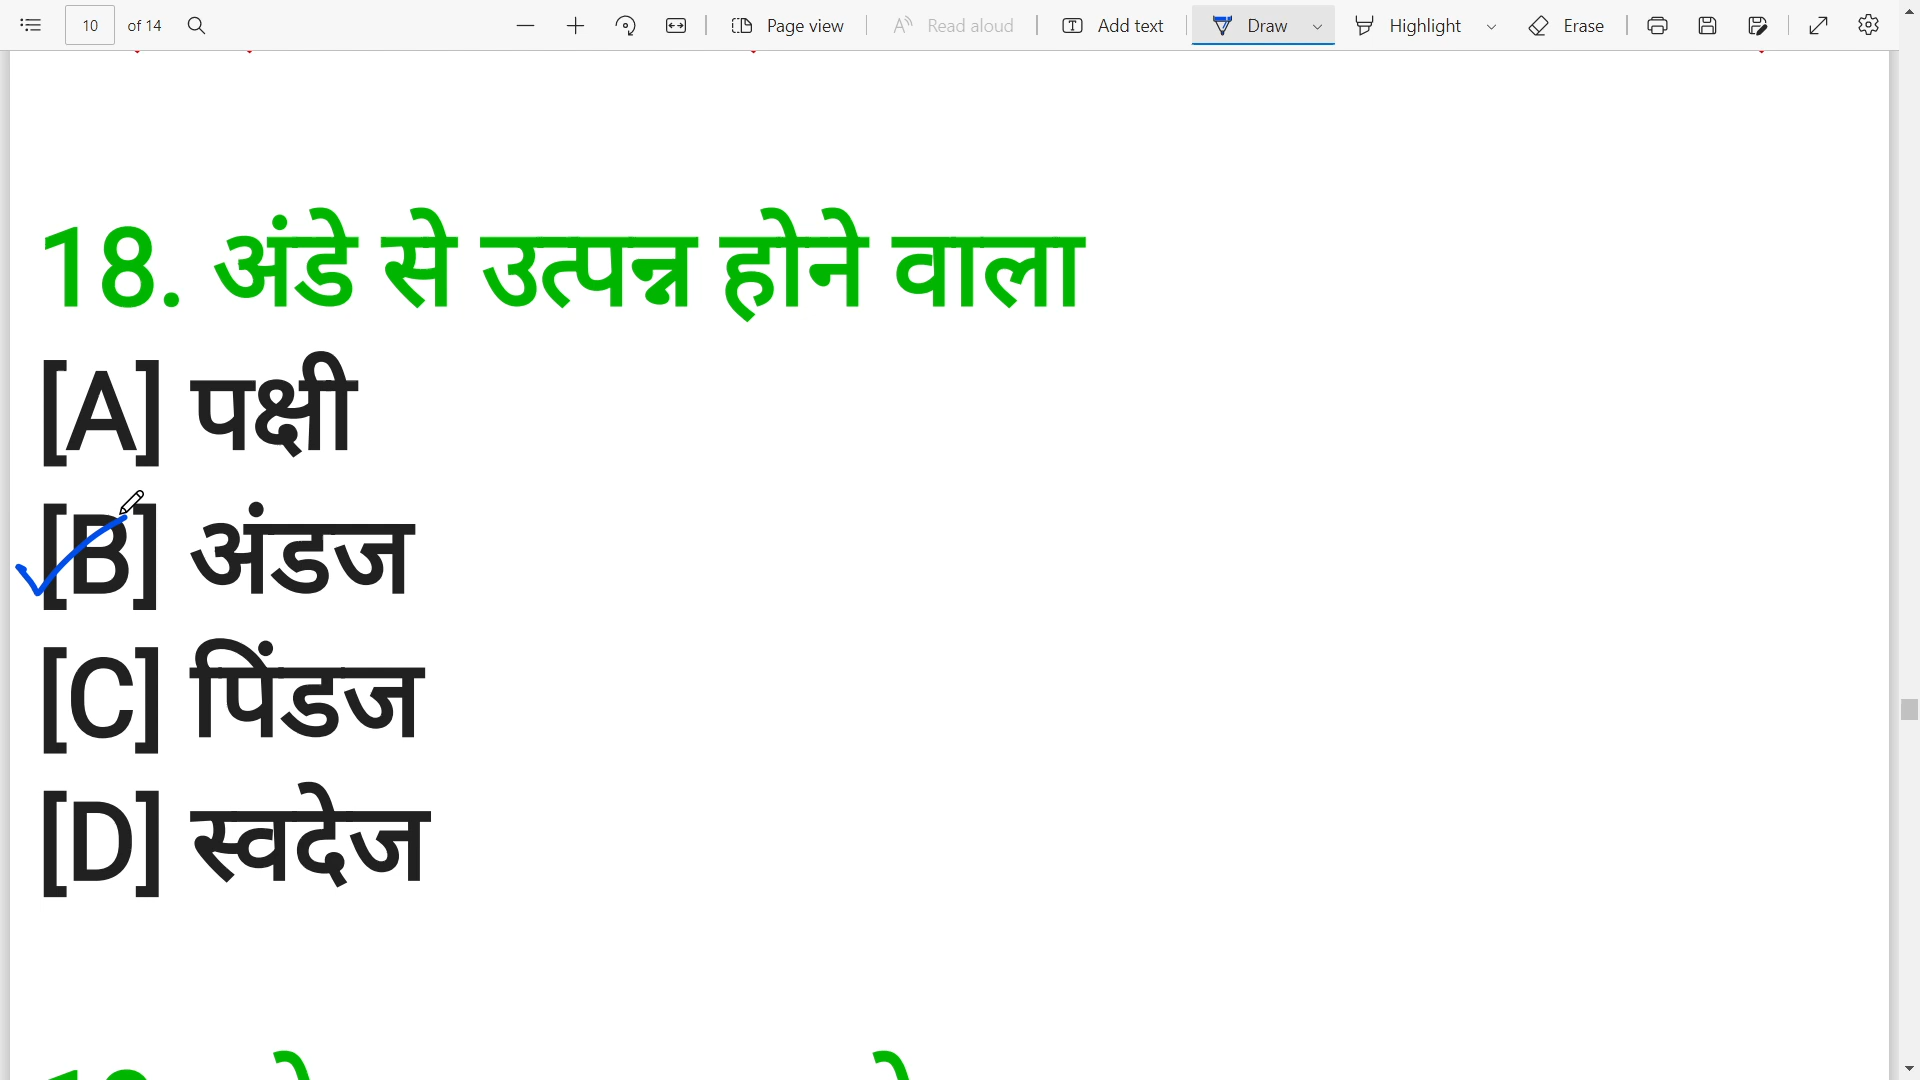 10 of 14 Page view Read aloud Add text Draw Highlight Erase
18. अंडे से उत्पन्न होने वाला
[A] पक्षी
[B] अंडज
[C] पिंडज
[D] स्वदेज